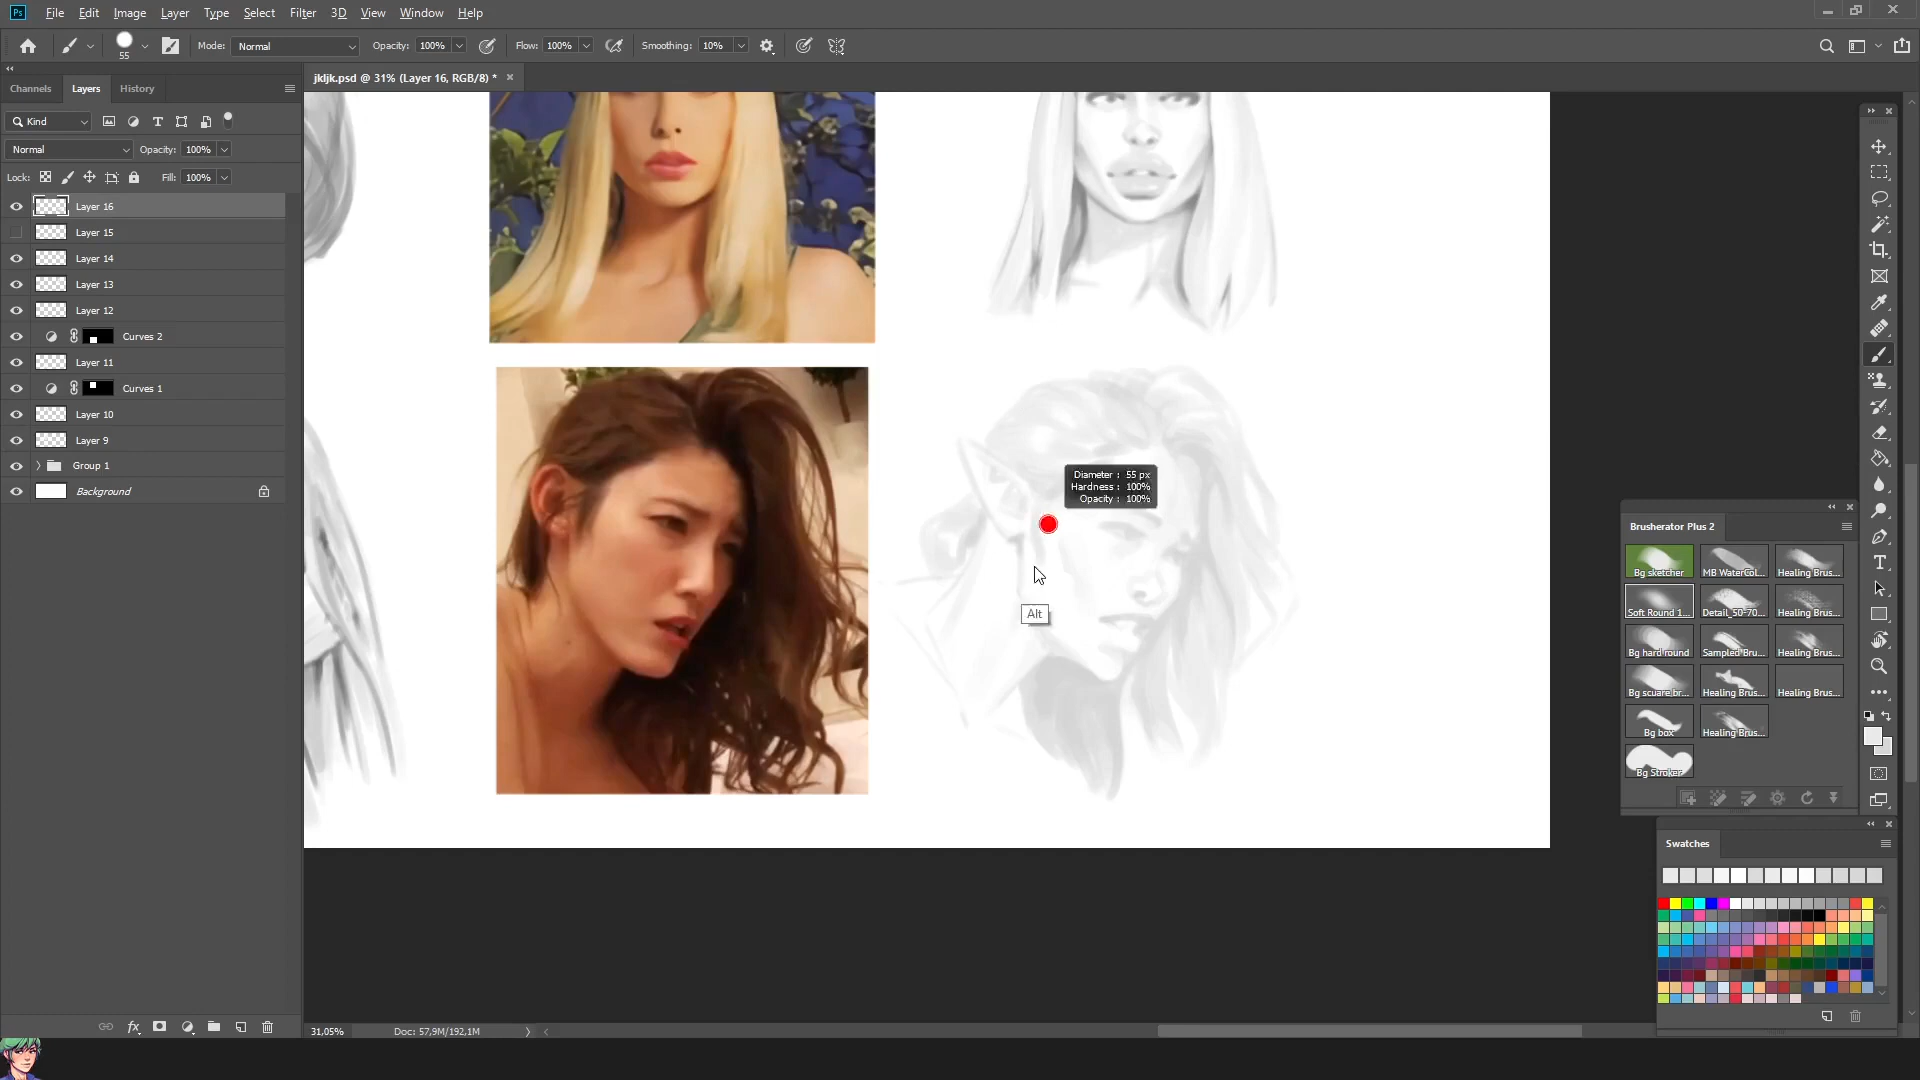 Ps File Edit Image Layer Type Select Filter 3D View Window Help
55 Mode: Normal Opacity: 100% Flow: 100% Smoothing: 10%
jkljk.psd @ 31% (Layer 16, RGB/8) *
Channels Layers History
Kind
Normal Opacity: 100%
Lock: Fill: 100%
Layer 16
Layer 15
Layer 14
Layer 13
Layer 12
Curves 2
Layer 11
Curves 1
Layer 10
Layer 9
Group 1
Background
Diameter : 55 px
Hardness : 100%
Opacity : 100%
Alt
Brusherator Plus 2
Bg sketcher MB WaterCol... Healing Brus...
Soft Round 1... Detail_50-70... Healing Brus...
Bg hard round Sampled Bru... Healing Brus...
Bg scuare br... Healing Brus... Healing Brus...
Bg box Healing Brus...
Bg Stroker
Swatches
31,05% Doc: 57,9M/192,1M